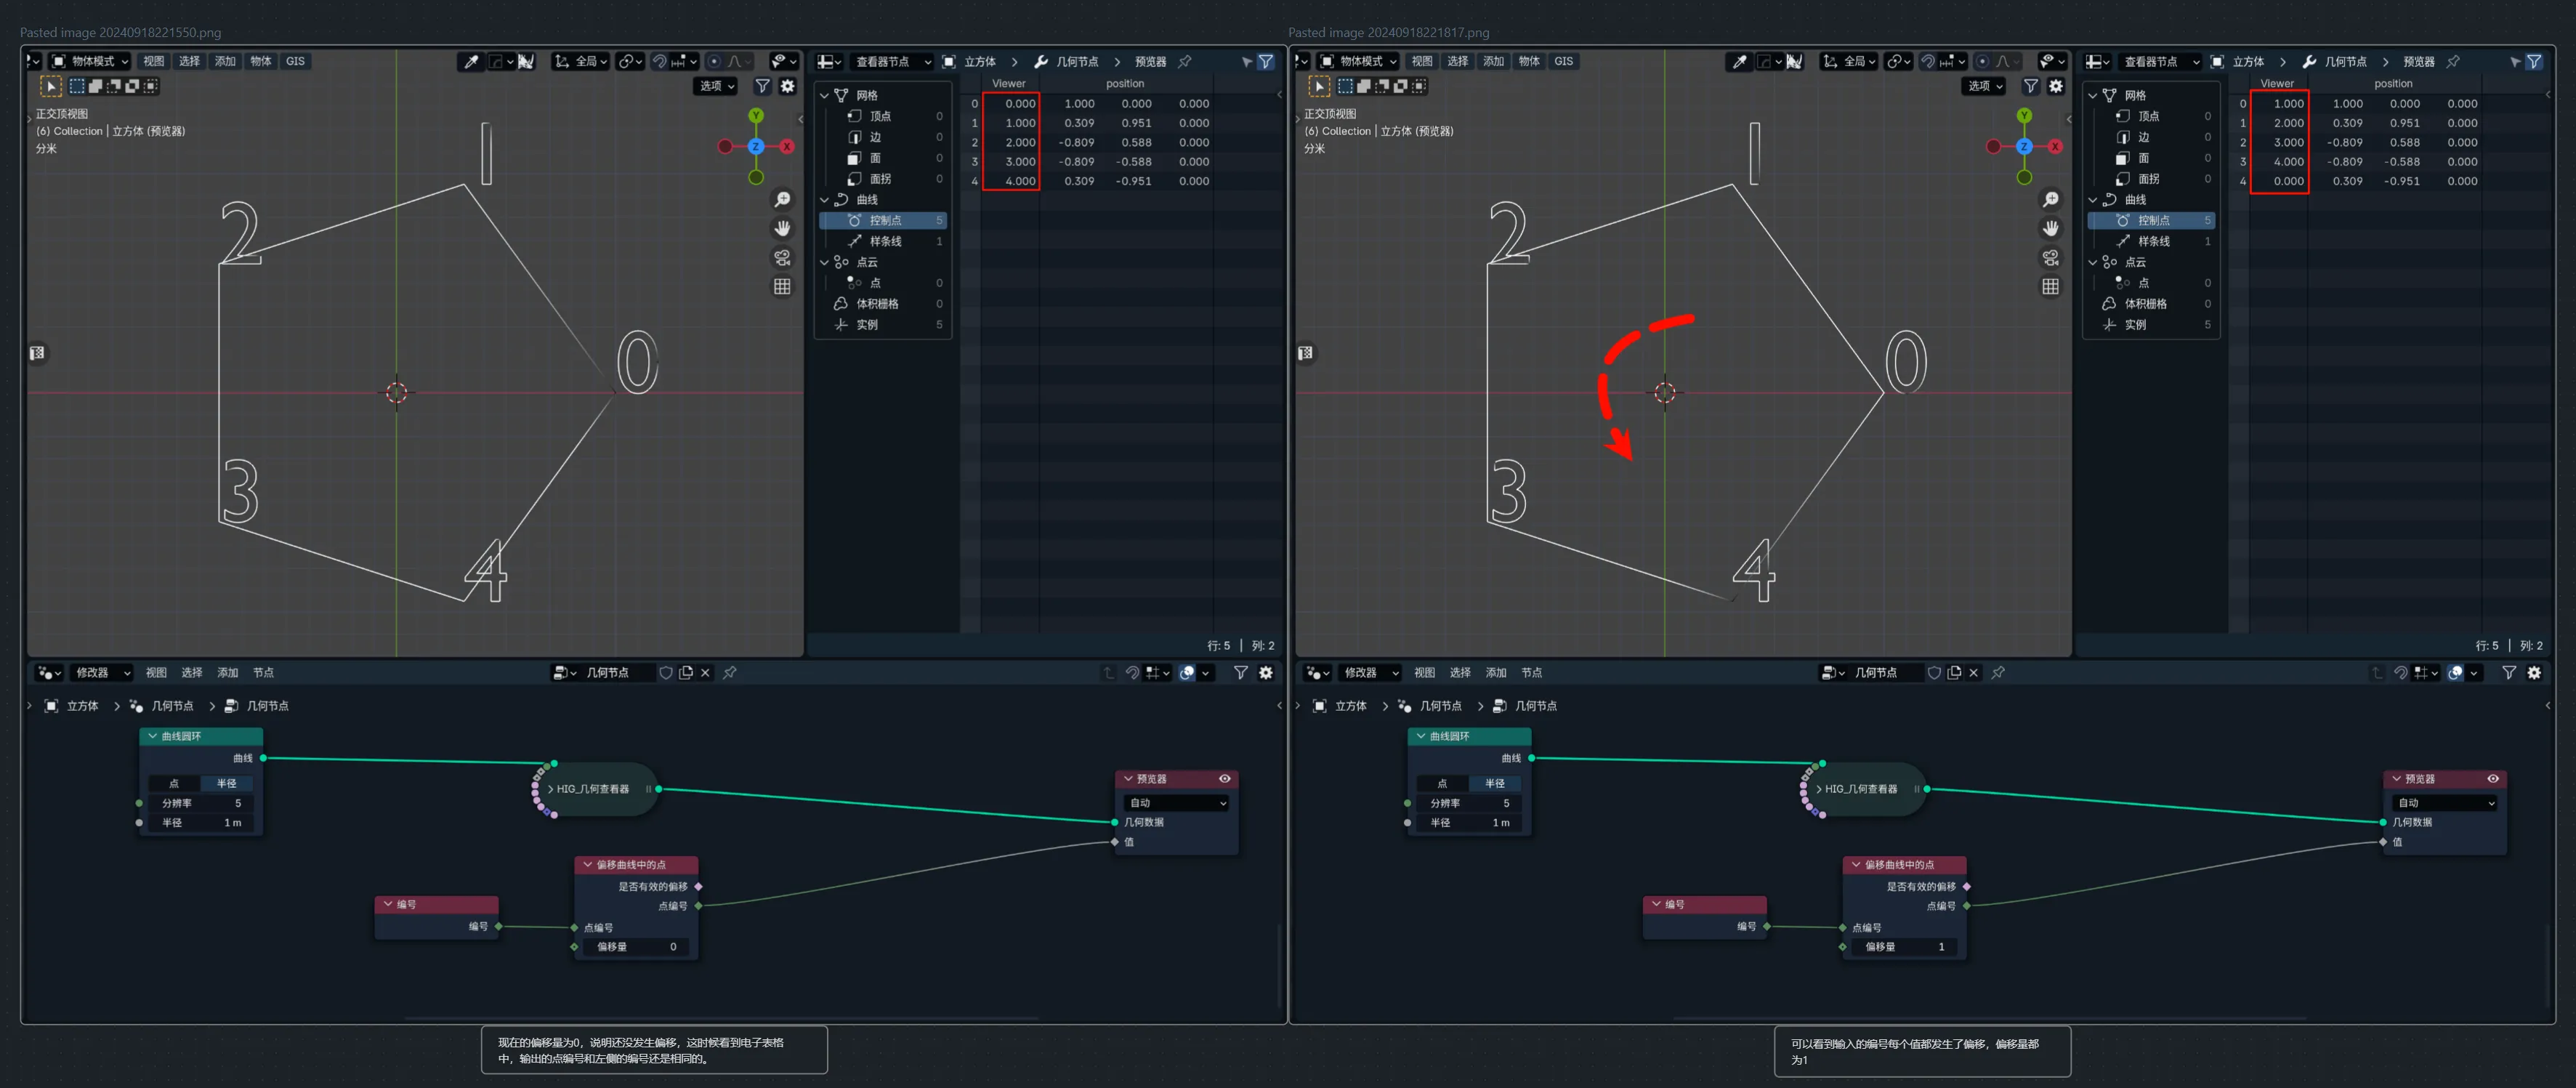 Pasted image 20240918221550.png
物体模式 视图 选择 添加 物体 GIS 全局
选项
正交顶视图
(6) Collection | 立方体 (预览器)
分米
Y
Z X
1
2
0
3
4
查看器节点 立方体 几何节点 预览器
网格
顶点 0
边 0
面 0
面拐 0
曲线
控制点 5
样条线 1
点云
点 0
体积栅格 0
实例 5
Viewer position
0 0.000 1.000 0.000 0.000
1 1.000 0.309 0.951 0.000
2 2.000 -0.809 0.588 0.000
3 3.000 -0.809 -0.588 0.000
4 4.000 0.309 -0.951 0.000
行: 5 | 列: 2
修改器 视图 选择 添加 节点 几何节点
立方体 几何节点 几何节点
曲线圆环
曲线
点 半径
分辨率 5
半径 1 m
HIG_几何查看器
预览器
自动
几何数据
值
偏移曲线中的点
是否有效的偏移
点编号
点编号
偏移量 0
编号
编号
现在的偏移量为0，说明还没发生偏移，这时候看到电子表格
中，输出的点编号和左侧的编号还是相同的。
Pasted image 20240918221817.png
物体模式 视图 选择 添加 物体 GIS 全局
选项
正交顶视图
(6) Collection | 立方体 (预览器)
分米
Y
Z X
1
2
0
3
4
查看器节点 立方体 几何节点 预览器
网格
顶点 0
边 0
面 0
面拐 0
曲线
控制点 5
样条线 1
点云
点 0
体积栅格 0
实例 5
Viewer position
0 1.000 1.000 0.000 0.000
1 2.000 0.309 0.951 0.000
2 3.000 -0.809 0.588 0.000
3 4.000 -0.809 -0.588 0.000
4 0.000 0.309 -0.951 0.000
行: 5 | 列: 2
修改器 视图 选择 添加 节点 几何节点
立方体 几何节点 几何节点
曲线圆环
曲线
点 半径
分辨率 5
半径 1 m
HIG_几何查看器
预览器
自动
几何数据
值
偏移曲线中的点
是否有效的偏移
点编号
点编号
偏移量 1
编号
编号
可以看到输入的编号每个值都发生了偏移，偏移量都
为1